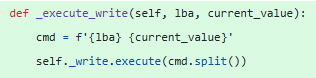 def _execute_write(self, lba, current_value):
    cmd = f'{lba} {current_value}'
    self._write.execute(cmd.split())